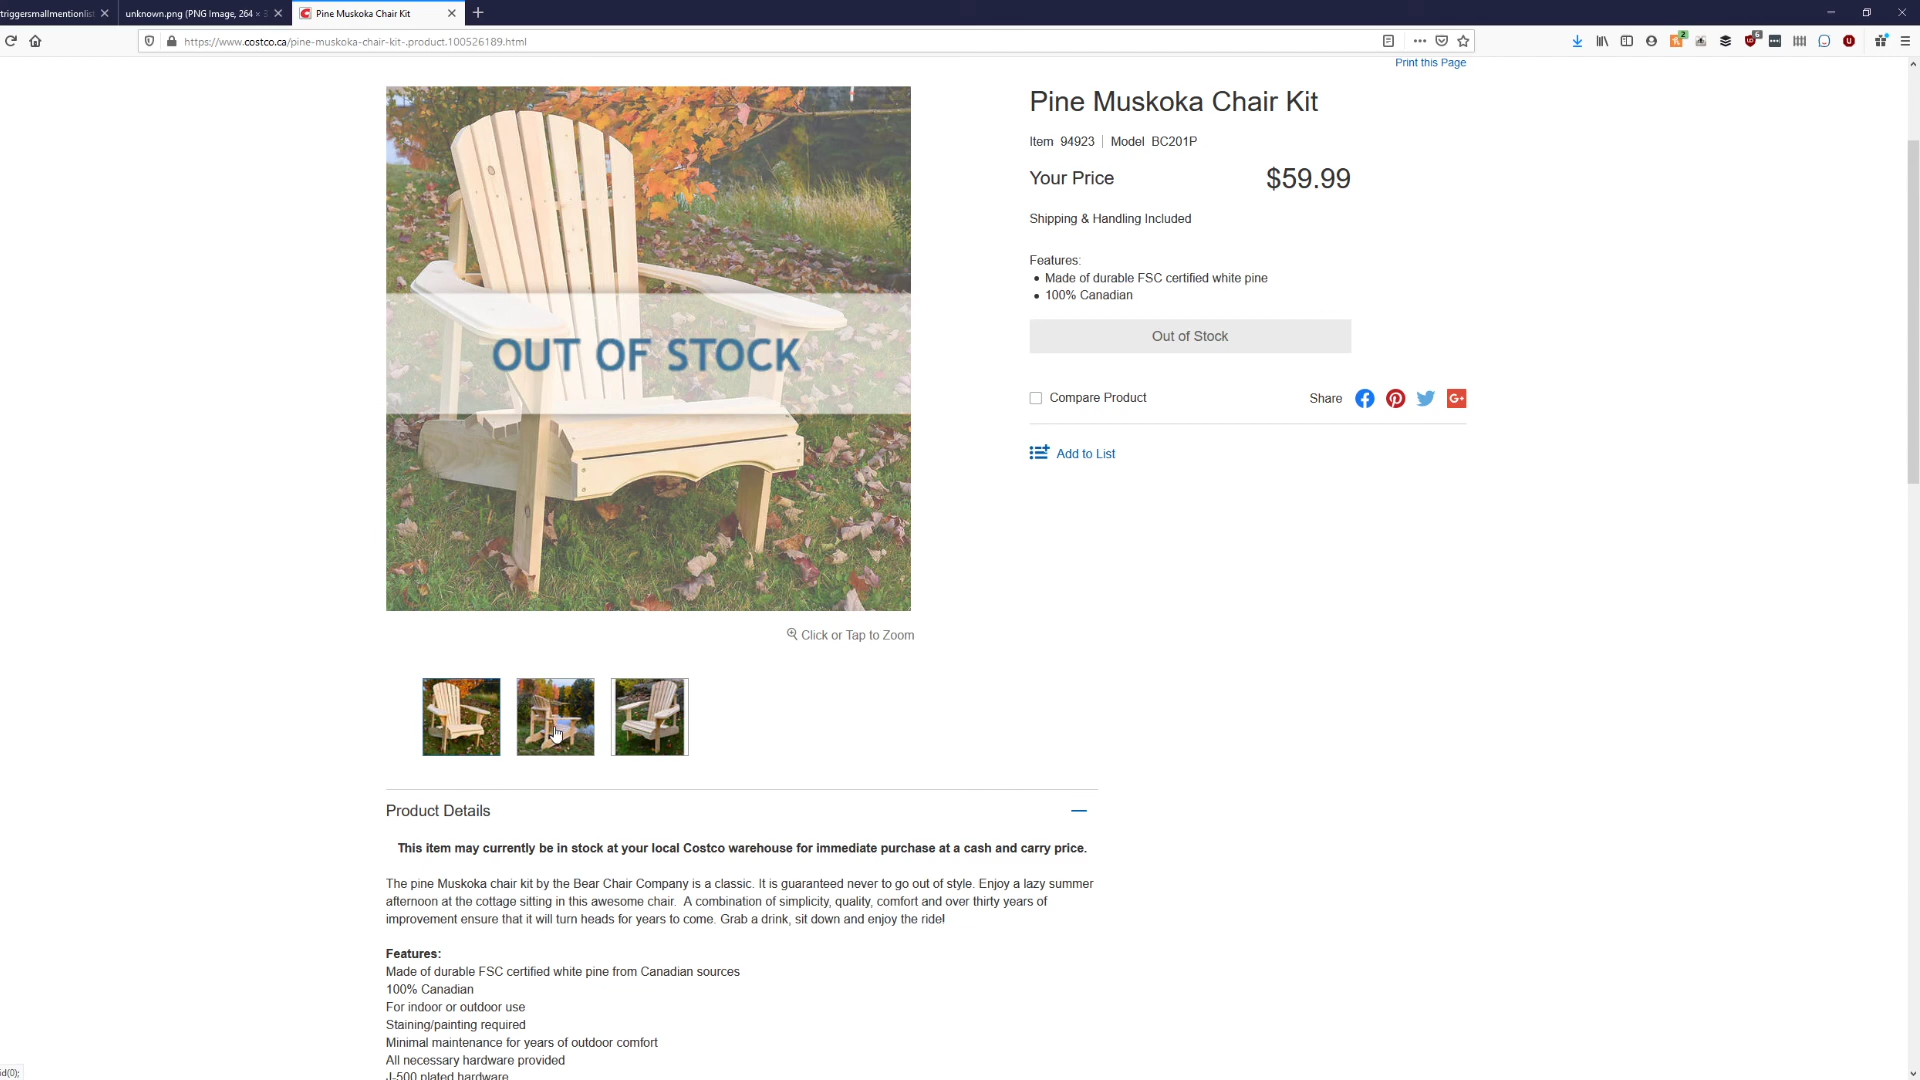 triggersmallmentionlis
unknown.png (PNG Image, 264 ×
Pine Muskoka Chair Kit
https://www.costco.ca/pine-muskoka-chair-kit-.product.100526189.html
2
6
Print this Page
Pine Muskoka Chair Kit
Item 94923 | Model BC201P
Your Price $59.99
Shipping & Handling Included
Features:
• Made of durable FSC certified white pine
• 100% Canadian
OUT OF STOCK
Out of Stock
Compare Product
Share
G+
Add to List
Click or Tap to Zoom
Product Details
This item may currently be in stock at your local Costco warehouse for immediate purchase at a cash and carry price.
The pine Muskoka chair kit by the Bear Chair Company is a classic. It is guaranteed never to go out of style. Enjoy a lazy summer
afternoon at the cottage sitting in this awesome chair. A combination of simplicity, quality, comfort and over thirty years of
improvement ensure that it will turn heads for years to come. Grab a drink, sit down and enjoy the ride!
Features:
Made of durable FSC certified white pine from Canadian sources
100% Canadian
For indoor or outdoor use
Staining/painting required
Minimal maintenance for years of outdoor comfort
All necessary hardware provided
J-500 plated hardware
id(0);